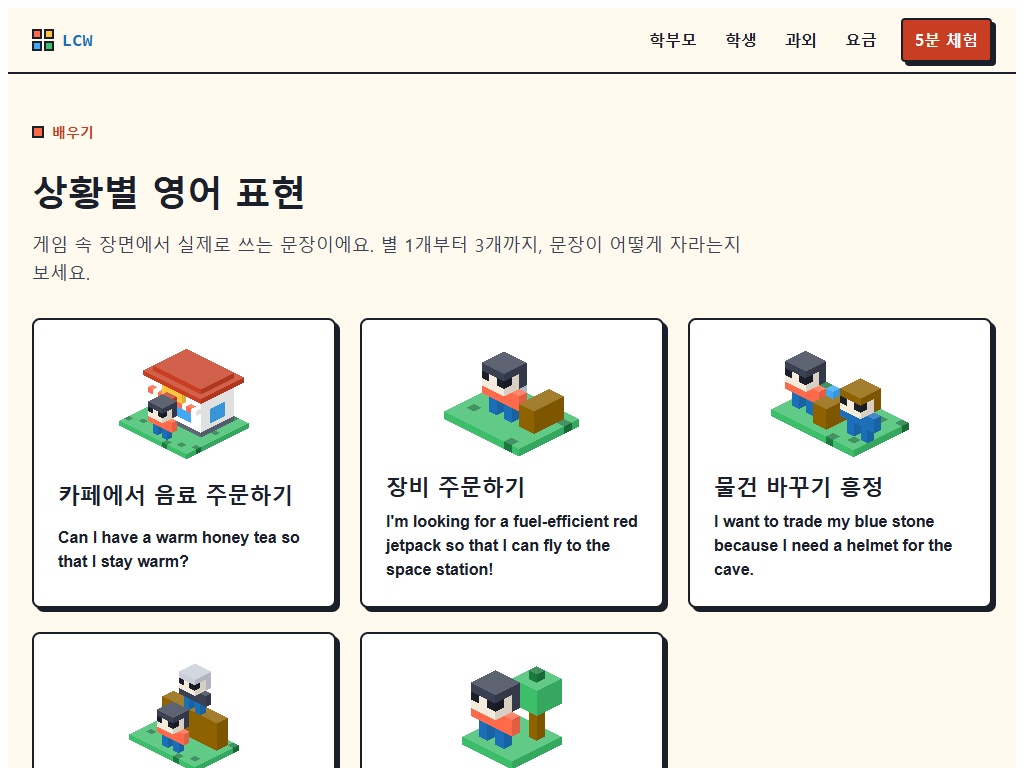 LCW
학부모
학생
과외
요금
5분 체험
배우기
상황별 영어 표현
게임 속 장면에서 실제로 쓰는 문장이에요. 별 1개부터 3개까지, 문장이 어떻게 자라는지
보세요.
카페에서 음료 주문하기
Can I have a warm honey tea so
that I stay warm?
장비 주문하기
I'm looking for a fuel-efficient red
jetpack so that I can fly to the
space station!
물건 바꾸기 흥정
I want to trade my blue stone
because I need a helmet for the
cave.